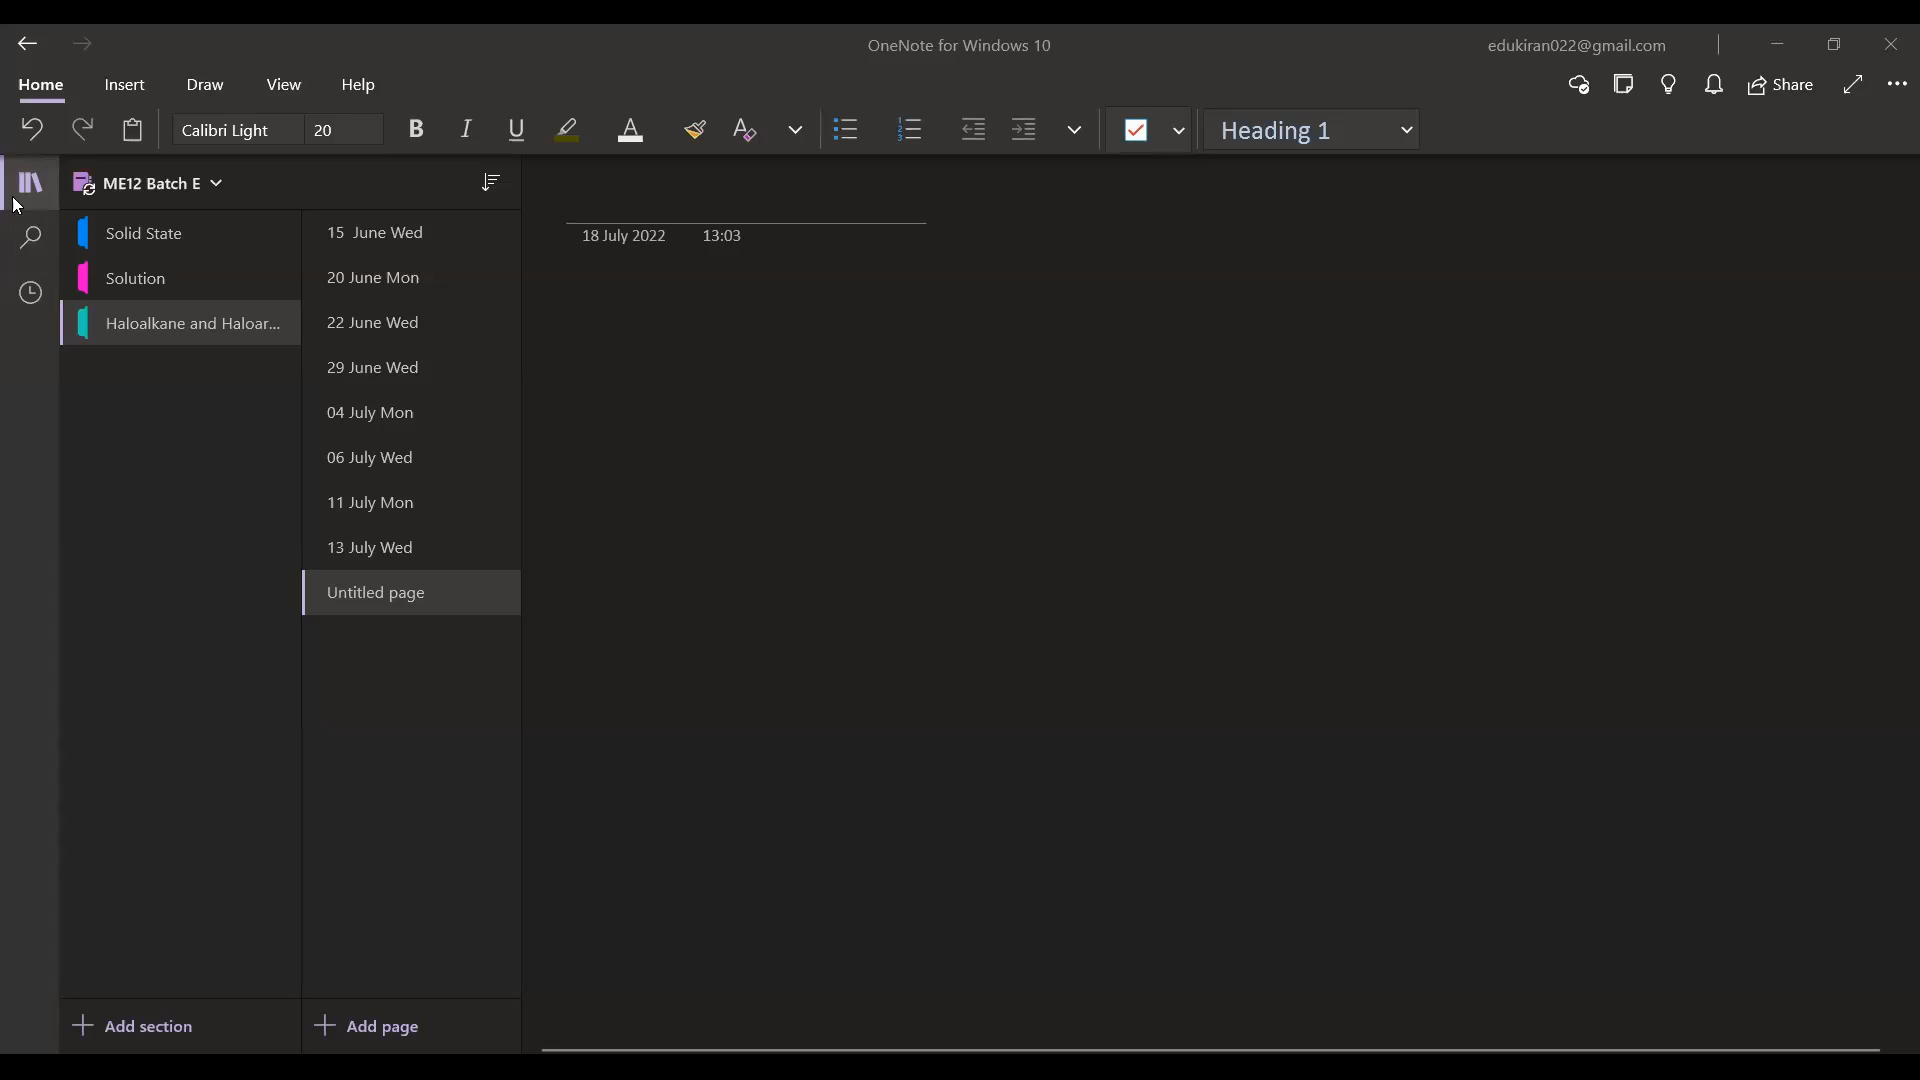 OneNote for Windows 10
edukiran022@gmail.com
Home Insert Draw View Help
Share
Calibri Light 20 B I U A A Heading 1
ME12 Batch E
Solid State
Solution
Haloalkane and Haloar...
15 June Wed
20 June Mon
22 June Wed
29 June Wed
04 July Mon
06 July Wed
11 July Mon
13 July Wed
Untitled page
18 July 2022 13:03
Add section
Add page